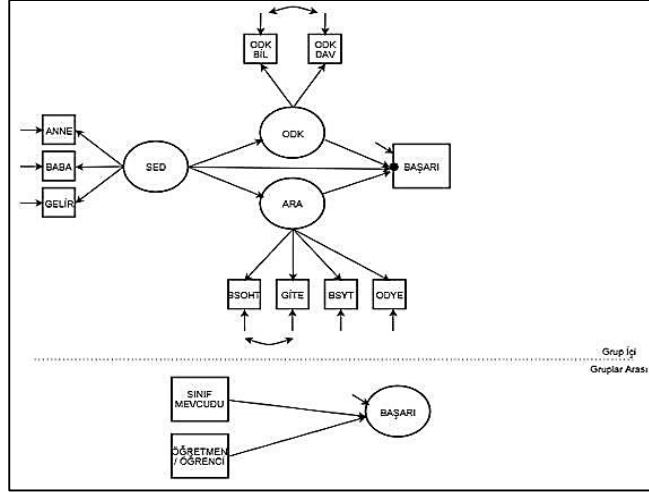 ODK
BİL
ODK
DAV
ANNE
BABA
GELİR
SED
ODK
ARA
BAŞARI
BSOHT
GİTE
BSYT
ODYE
Grup İçi
Gruplar Arası
SINIF
MEVCUDU
BAŞARI
ÖĞRETMEN
/ ÖĞRENCİ